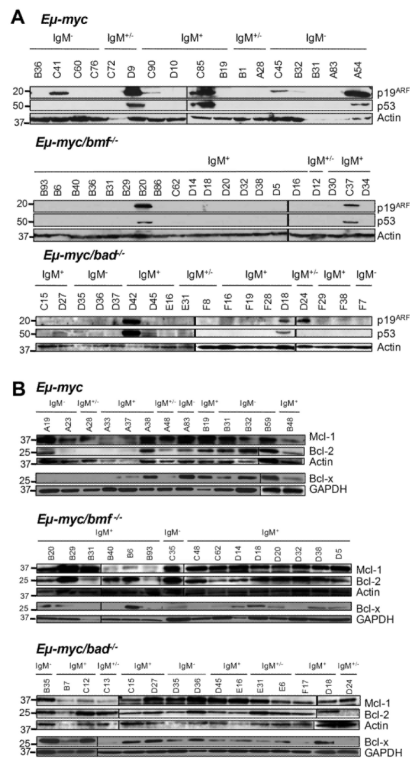 A
Eµ-myc
IgM- IgM+/- IgM+ IgM+/- IgM-
B36 C41 C60 C76 C72 D9 C90 D10 C85 B19 B1 A28 C45 B32 B31 A83 A54
20 p19ARF
50 p53
37 Actin
Eµ-myc/bmf-/-
IgM+ IgM+/- IgM+
B93 B6 B40 B36 B31 B29 B20 B86 C62 D14 D18 D20 D32 D38 D5 D16 D12 D30 C37 D34
20 p19ARF
50 p53
37 Actin
Eµ-myc/bad-/-
IgM+ IgM- IgM+ IgM+/- IgM+ IgM+/- IgM+ IgM-
C15 D27 D35 D36 D37 D42 D45 E16 E31 F8 F16 F19 F28 D18 D24 F29 F38 F7
20 p19ARF
50 p53
37 Actin
B
Eµ-myc
IgM- IgM+/- IgM+ IgM+/- IgM- IgM+ IgM- IgM+
A19 A23 A28 A33 A37 A38 A48 A83 B19 B31 B32 B59 B48
37 Mcl-1
25 Bcl-2
37 Actin
25 Bcl-x
37 GAPDH
Eµ-myc/bmf-/-
IgM+ IgM- IgM+
B20 B29 B31 B40 B6 B93 C35 C48 C62 D14 D18 D20 D32 D38 D5
37 Mcl-1
25 Bcl-2
37 Actin
25 Bcl-x
37 GAPDH
Eµ-myc/bad-/-
IgM- IgM+ IgM+/- IgM+ IgM- IgM+ IgM+/- IgM+ IgM+/-
B35 B7 C12 C13 C15 D27 D35 D36 D45 E16 E31 E6 F17 D18 D24
37 Mcl-1
25 Bcl-2
37 Actin
25 Bcl-x
37 GAPDH